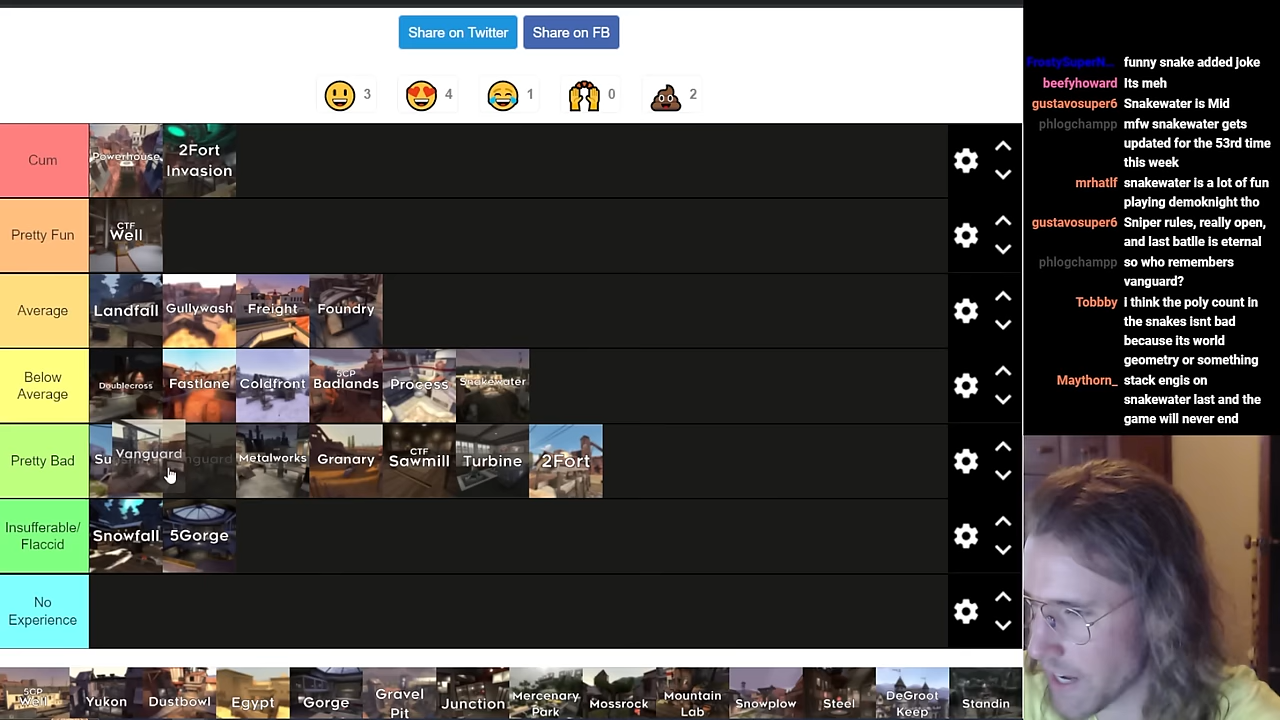 Share on Twitter
Share on FB
3
4
1
0
2
Cum
Powerhouse
2Fort
Invasion
Pretty Fun
CTF
Well
Average
Landfall
Gullywash
Freight
Foundry
Below
Average
Doublecross
Fastlane
Coldfront
5CP
Badlands
Process
Snakewater
Pretty Bad
Su
Vanguard
nguard
Metalworks
Granary
CTF
Sawmill
Turbine
2Fort
Insufferable/
Flaccid
Snowfall
5Gorge
No
Experience
5CP
Well
Yukon
Dustbowl
Egypt
Gorge
Gravel
Pit
Junction
Mercenary
Park
Mossrock
Mountain
Lab
Snowplow
Steel
DeGroot
Keep
Standin
FrostySuperN... funny snake added joke
beefyhoward Its meh
gustavosuper6 Snakewater is Mid
phlogchampp mfw snakewater gets
updated for the 53rd time
this week
mrhatlf snakewater is a lot of fun
playing demoknight tho
gustavosuper6 Sniper rules, really open,
and last batlle is eternal
phlogchampp so who remembers
vanguard?
Tobbby i think the poly count in
the snakes isnt bad
because its world
geometry or something
Maythorn_ stack engis on
snakewater last and the
game will never end